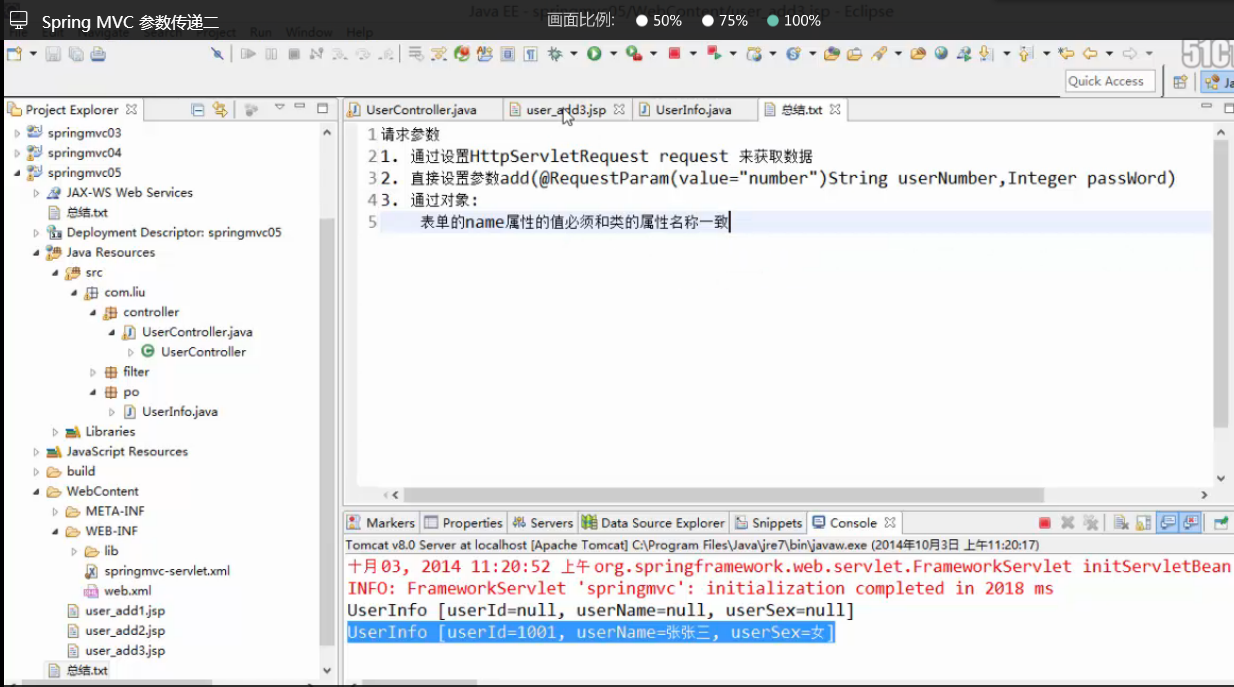 Spring MVC 参数传递二
画面比例: 50% 75% 100%
Java EE - springmvc05/WebContent/user_add3.jsp - Eclipse
Run Window Help
51C
Quick Access
Project Explorer
UserController.java
user_add3.jsp
UserInfo.java
总结.txt
springmvc03
springmvc04
springmvc05
JAX-WS Web Services
总结.txt
Deployment Descriptor: springmvc05
Java Resources
src
com.liu
controller
UserController.java
UserController
filter
po
UserInfo.java
Libraries
JavaScript Resources
build
WebContent
META-INF
WEB-INF
lib
springmvc-servlet.xml
web.xml
user_add1.jsp
user_add2.jsp
user_add3.jsp
总结.txt
1 请求参数
2 1. 通过设置HttpServletRequest request 来获取数据
3 2. 直接设置参数add(@RequestParam(value="number")String userNumber,Integer passWord)
4 3. 通过对象:
5 表单的name属性的值必须和类的属性名称一致
Markers Properties Servers Data Source Explorer Snippets Console
Tomcat v8.0 Server at localhost [Apache Tomcat] C:\Program Files\Java\jre7\bin\javaw.exe (2014年10月3日 上午11:20:17)
十月 03, 2014 11:20:52 上午 org.springframework.web.servlet.FrameworkServlet initServletBean
INFO: FrameworkServlet 'springmvc': initialization completed in 2018 ms
UserInfo [userId=null, userName=null, userSex=null]
UserInfo [userId=1001, userName=张张三, userSex=女]